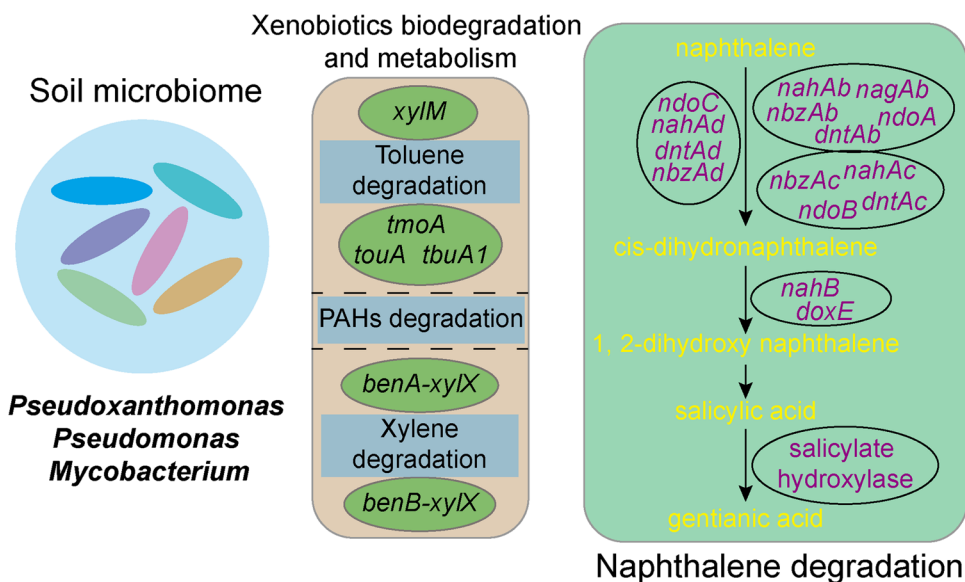 Soil microbiome
Pseudoxanthomonas
Pseudomonas
Mycobacterium
Xenobiotics biodegradation
and metabolism
xylM
Toluene
degradation
tmoA
touA tbuA1
PAHs degradation
benA-xylX
Xylene
degradation
benB-xylX
naphthalene
ndoC
nahAd
dntAd
nbzAd
nahAb nagAb
nbzAb ndoA
dntAb
nbzAc nahAc
ndoB dntAc
cis-dihydronaphthalene
nahB
doxE
1, 2-dihydroxy naphthalene
salicylic acid
salicylate
hydroxylase
gentianic acid
Naphthalene degradation